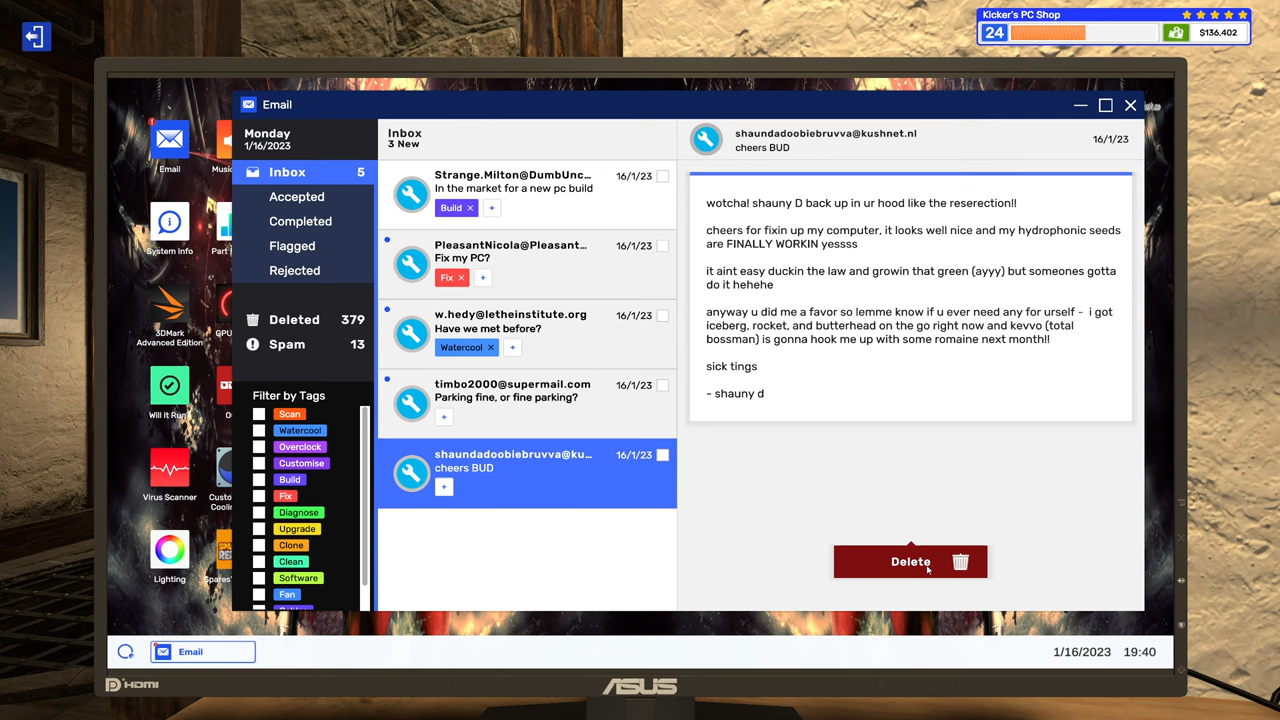 Kicker's PC Shop
24
$136,402
Email
Monday
1/16/2023
Inbox 5
Accepted
Completed
Flagged
Rejected
Deleted 379
Spam 13
Filter by Tags
Scan
Watercool
Overclock
Customise
Build
Fix
Diagnose
Upgrade
Clone
Clean
Software
Fan
Inbox
3 New
Strange.Milton@DumbUnc... 16/1/23
In the market for a new pc build
Build × +
PleasantNicola@Pleasant... 16/1/23
Fix my PC?
Fix × +
w.hedy@letheinstitute.org 16/1/23
Have we met before?
Watercool × +
timbo2000@supermail.com 16/1/23
Parking fine, or fine parking?
+
shaundadoobiebruvva@ku... 16/1/23
cheers BUD
+
shaundadoobiebruvva@kushnet.nl 16/1/23
cheers BUD
wotcha! shauny D back up in ur hood like the reserection!!
cheers for fixin up my computer, it looks well nice and my hydrophonic seeds
are FINALLY WORKIN yessss
it aint easy duckin the law and growin that green (ayyy) but someones gotta
do it hehehe
anyway u did me a favor so lemme know if u ever need any for urself - i got
iceberg, rocket, and butterhead on the go right now and kevvo (total
bossman) is gonna hook me up with some romaine next month!!
sick tings
- shauny d
Delete
Email
System Info
3DMark
Advanced Edition
Will It Run
Virus Scanner
Lighting
Music
Part
GPU
Custo
Coolin
Spares
Email
1/16/2023 19:40
HDMI
ASUS